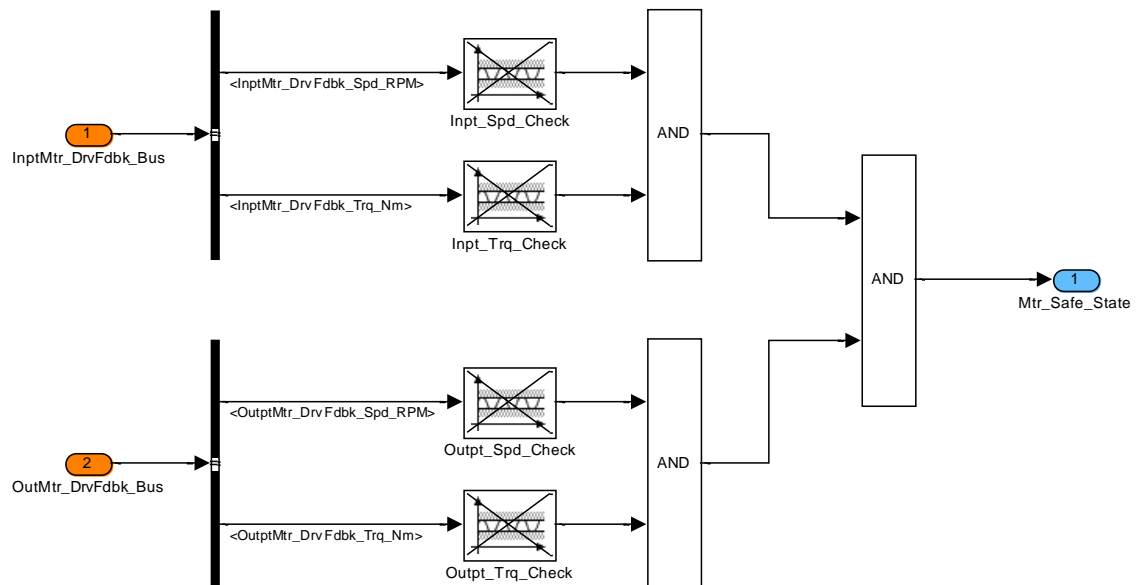 <InptMtr_DrvFdbk_Spd_RPM>
Inpt_Spd_Check
AND
1
InptMtr_DrvFdbk_Bus
<InptMtr_DrvFdbk_Trq_Nm>
Inpt_Trq_Check
AND
1
Mtr_Safe_State
<OutptMtr_DrvFdbk_Spd_RPM>
Outpt_Spd_Check
AND
2
OutMtr_DrvFdbk_Bus
<OutptMtr_DrvFdbk_Trq_Nm>
Outpt_Trq_Check